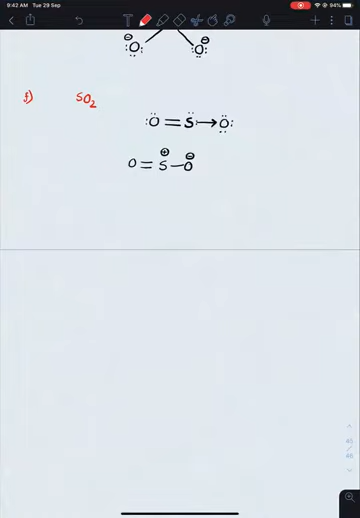 9:42 AM Tue 29 Sep
94%
⊖ ⊖
:O: :O:
f) SO2
:O = S → O:
O = S⊕ — O⊖
45
46